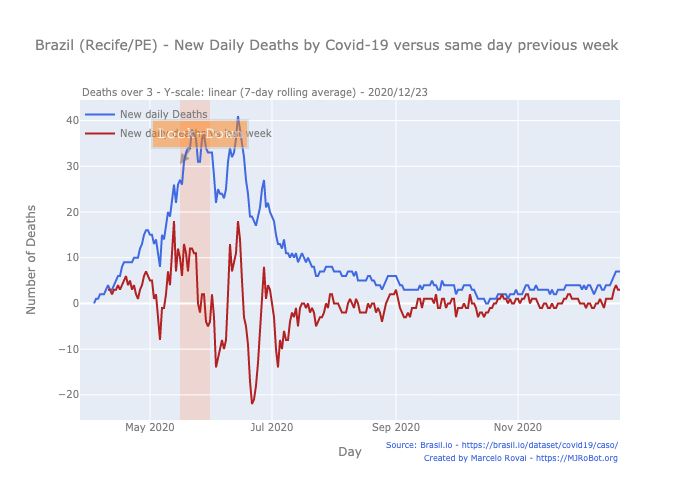 Brazil (Recife/PE) - New Daily Deaths by Covid-19 versus same day previous week
Deaths over 3 - Y-scale: linear (7-day rolling average) - 2020/12/23
New daily Deaths
New daily week
40
30
20
10
0
−10
−20
Number of Deaths
May 2020
Jul 2020
Sep 2020
Nov 2020
Day
Source: Brasil.io - https://brasil.io/dataset/covid19/caso/
Created by Marcelo Rovai - https://MJRoBot.org